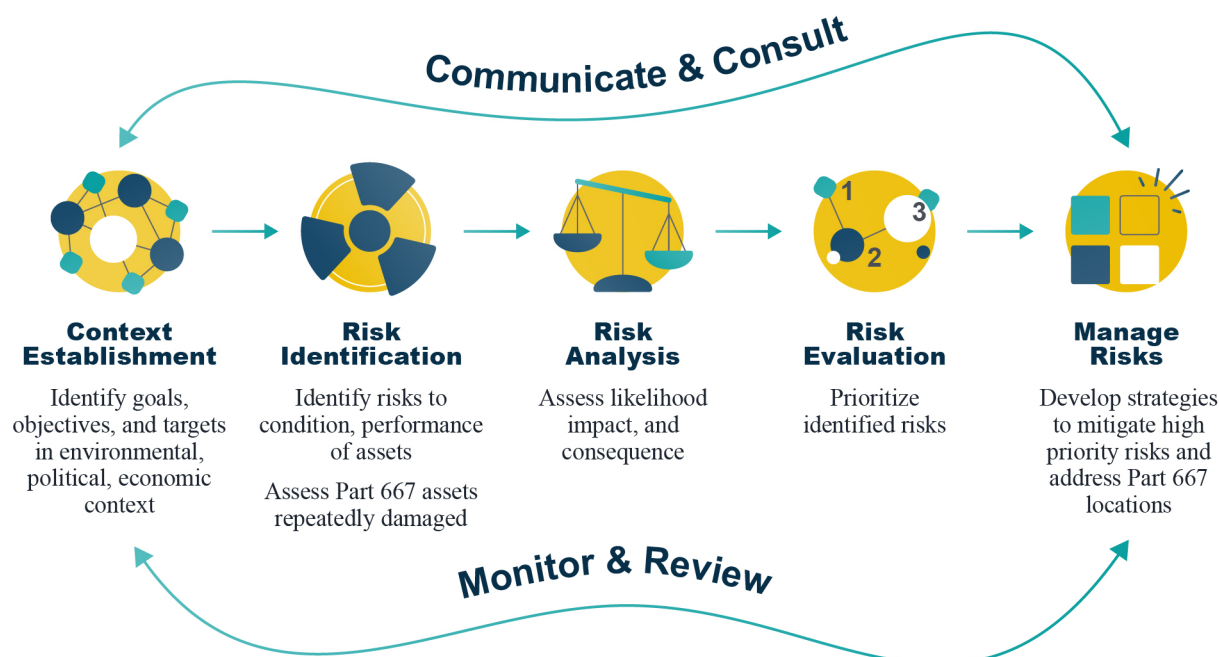 Communicate & Consult
1
2
3
Context
Establishment
Identify goals,
objectives, and targets
in environmental,
political, economic
context
Risk
Identification
Identify risks to
condition, performance
of assets
Assess Part 667 assets
repeatedly damaged
Risk
Analysis
Assess likelihood
impact, and
consequence
Risk
Evaluation
Prioritize
identified risks
Manage
Risks
Develop strategies
to mitigate high
priority risks and
address Part 667
locations
Monitor & Review